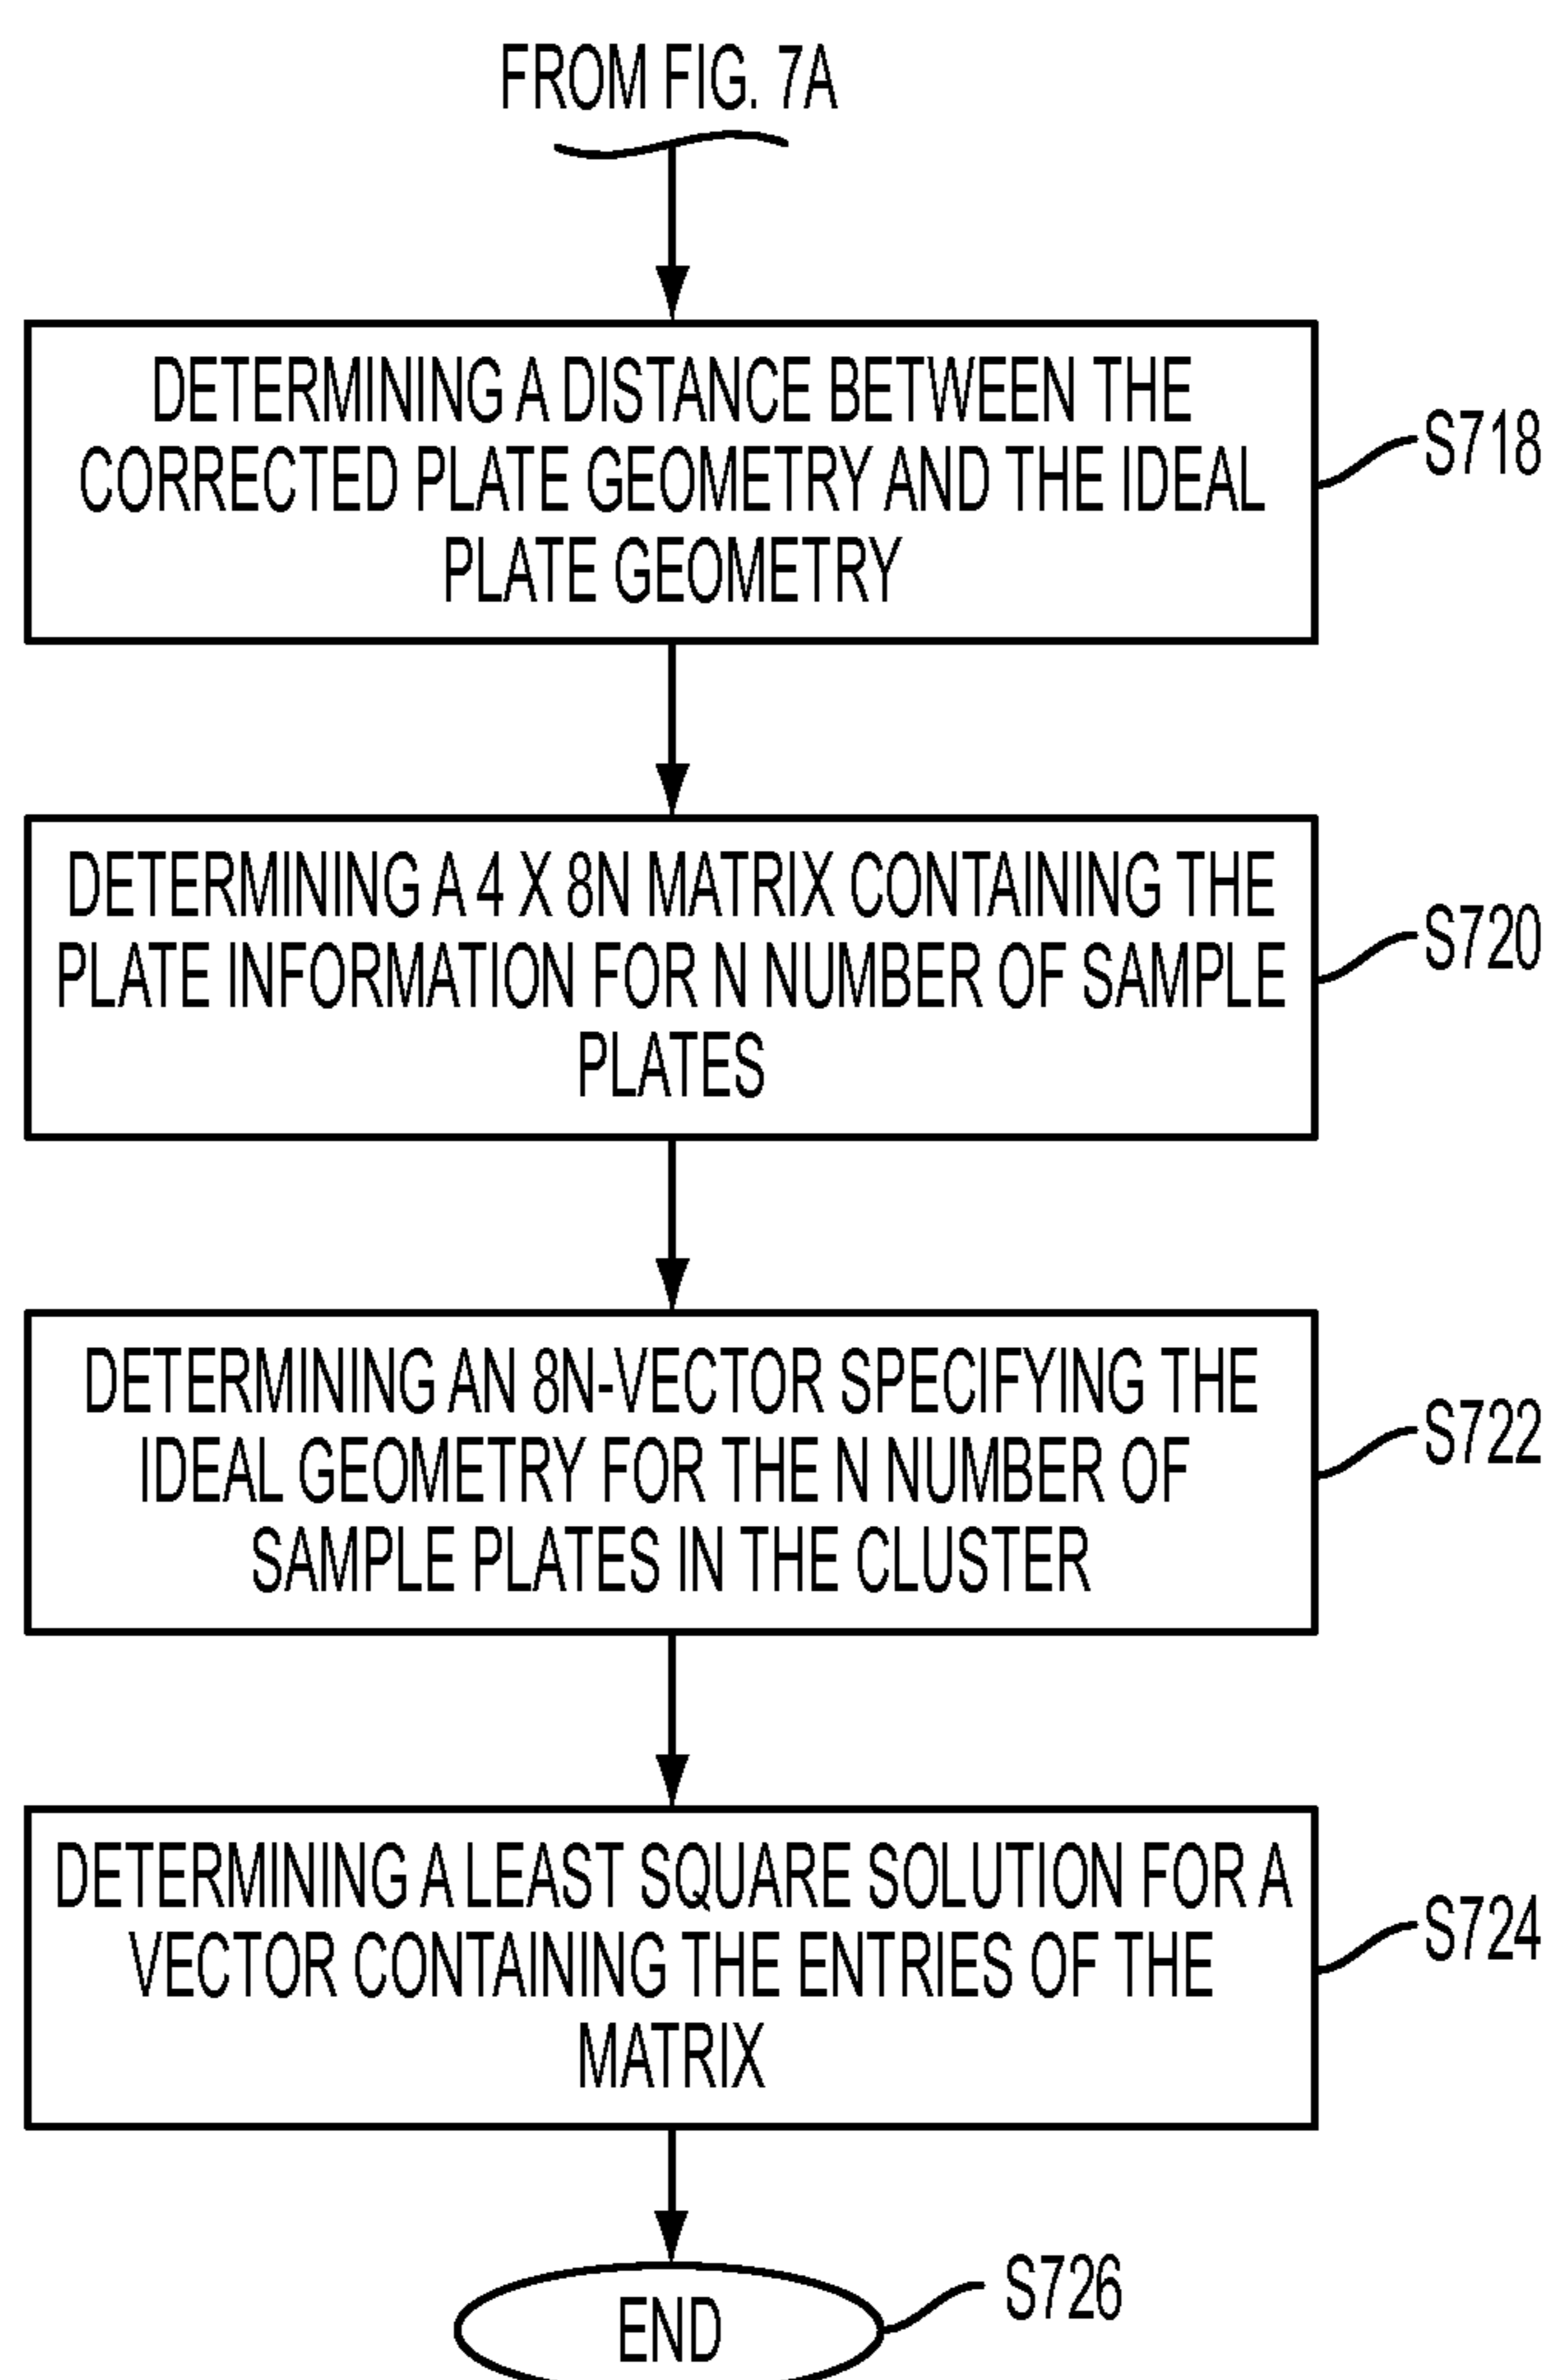 FROM FIG. 7A
DETERMINING A DISTANCE BETWEEN THE
CORRECTED PLATE GEOMETRY AND THE IDEAL
PLATE GEOMETRY
S718
DETERMINING A 4 X 8N MATRIX CONTAINING THE
PLATE INFORMATION FOR N NUMBER OF SAMPLE
PLATES
S720
DETERMINING AN 8N-VECTOR SPECIFYING THE
IDEAL GEOMETRY FOR THE N NUMBER OF
SAMPLE PLATES IN THE CLUSTER
S722
DETERMINING A LEAST SQUARE SOLUTION FOR A
VECTOR CONTAINING THE ENTRIES OF THE
MATRIX
S724
END
S726